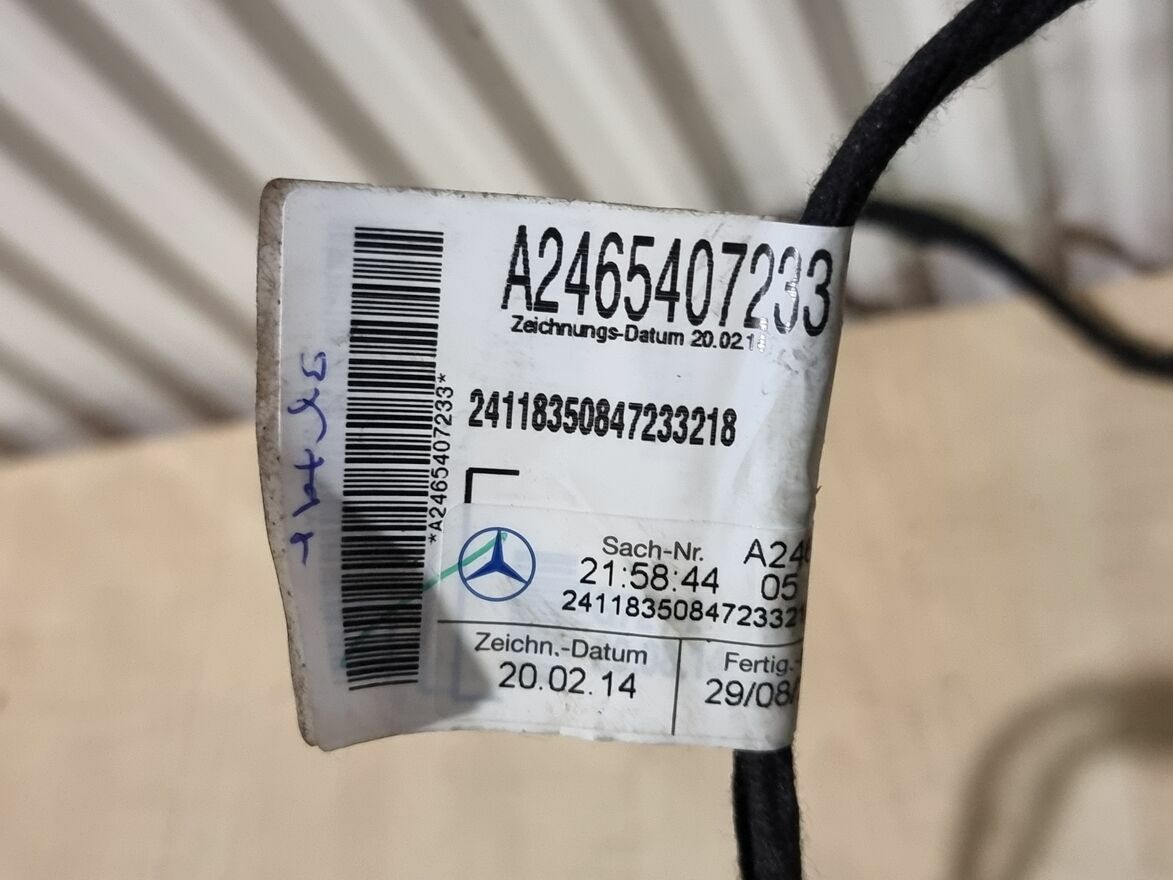 A2465407233
Zeichnungs-Datum 20.02.1
24118350847233218
*A2465407233*
Sach-Nr. A246
21:58:44 05
2411835084723321
Zeichn.-Datum
20.02.14
Fertig.-
29/08/